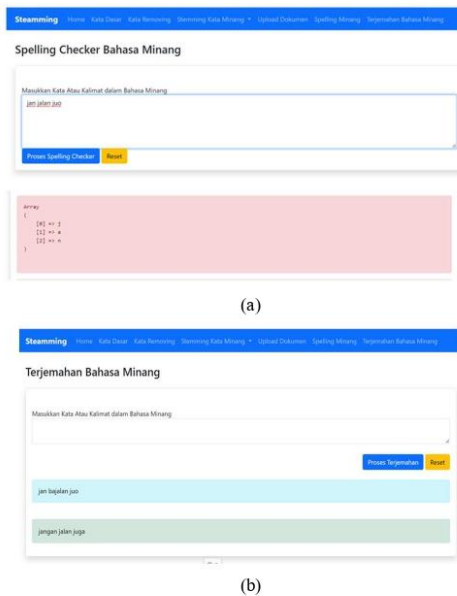 Steamming Home Kata Dasar Kata Removing Stemming Kata Minang Upload Dokumen Spelling Minang Terjemahan Bahasa Minang
Spelling Checker Bahasa Minang
Masukkan Kata Atau Kalimat dalam Bahasa Minang
jan jalan juo
Proses Spelling Checker Reset
Array
(
[0] => j
[1] => a
[2] => n
)
(a)
Steamming Home Kata Dasar Kata Removing Stemming Kata Minang Upload Dokumen Spelling Minang Terjemahan Bahasa Minang
Terjemahan Bahasa Minang
Masukkan Kata Atau Kalimat dalam Bahasa Minang
Proses Terjemahan Reset
jan bajalan juo
jangan jalan juga
(b)